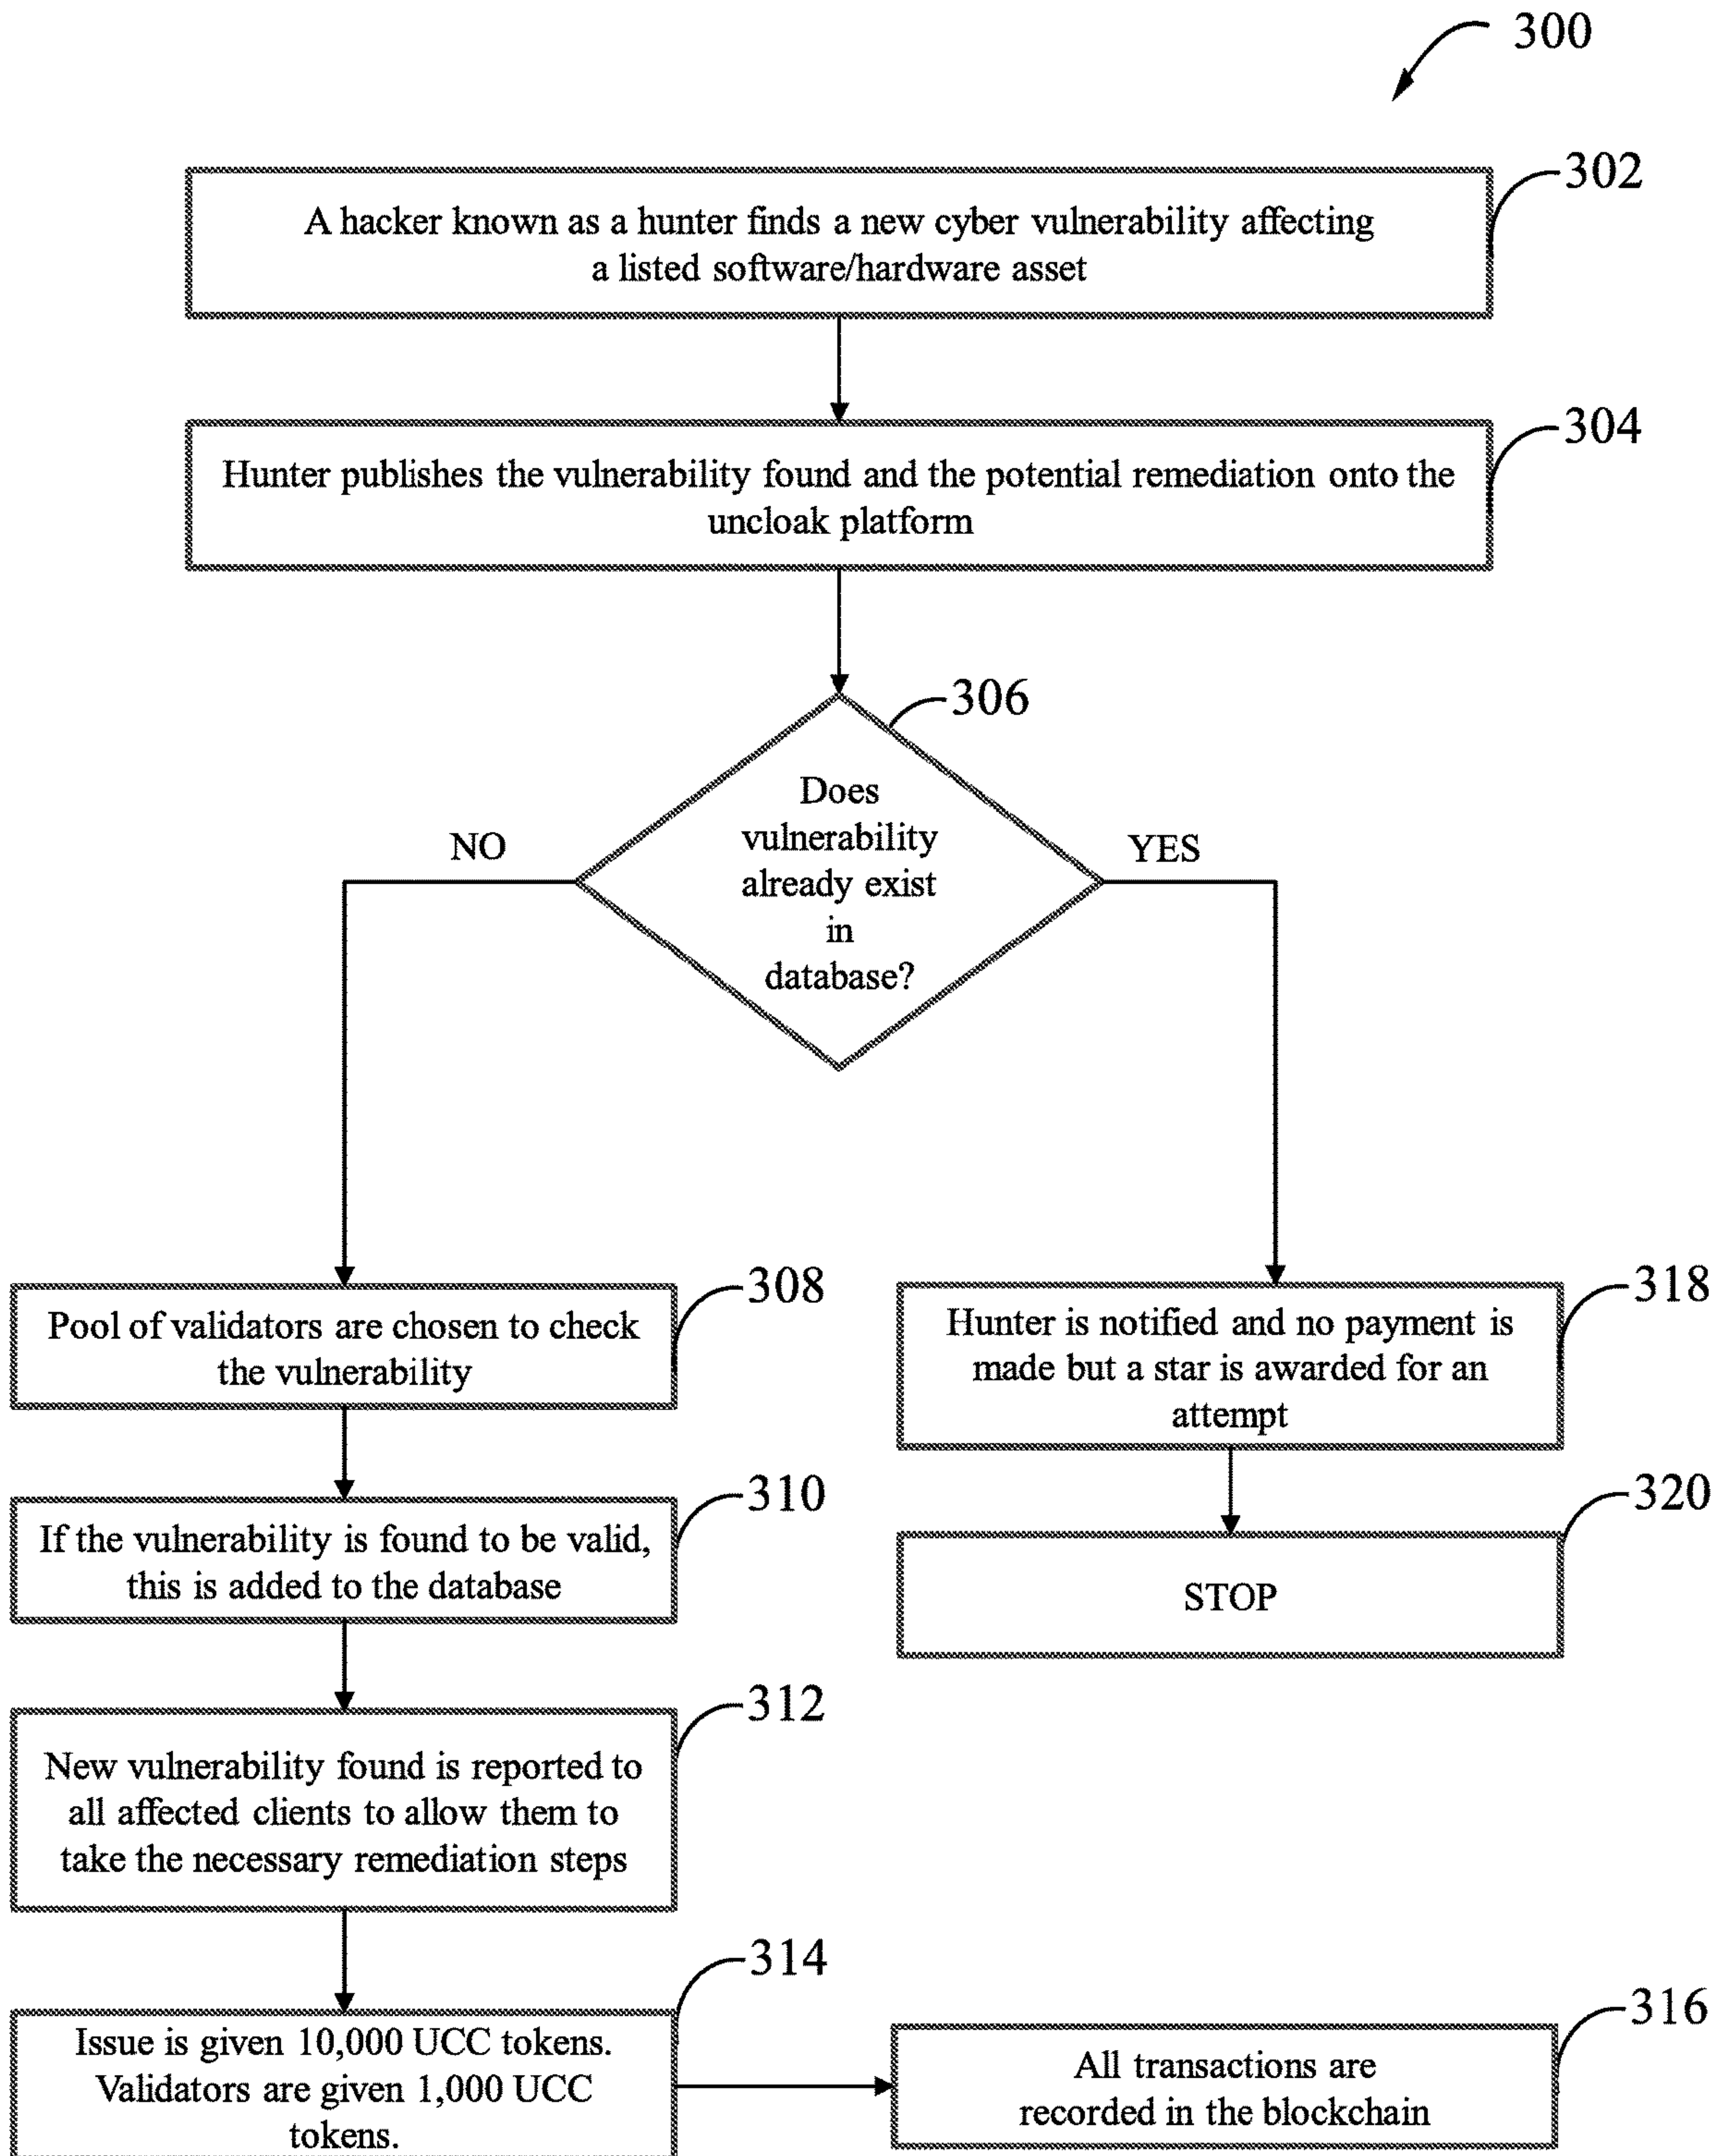 300
302
A hacker known as a hunter finds a new cyber vulnerability affecting
a listed software/hardware asset
304
Hunter publishes the vulnerability found and the potential remediation onto the
uncloak platform
306
Does
vulnerability
already exist
in
database?
NO
YES
308
Pool of validators are chosen to check
the vulnerability
310
If the vulnerability is found to be valid,
this is added to the database
312
New vulnerability found is reported to
all affected clients to allow them to
take the necessary remediation steps
314
Issue is given 10,000 UCC tokens.
Validators are given 1,000 UCC
tokens.
316
All transactions are
recorded in the blockchain
318
Hunter is notified and no payment is
made but a star is awarded for an
attempt
320
STOP